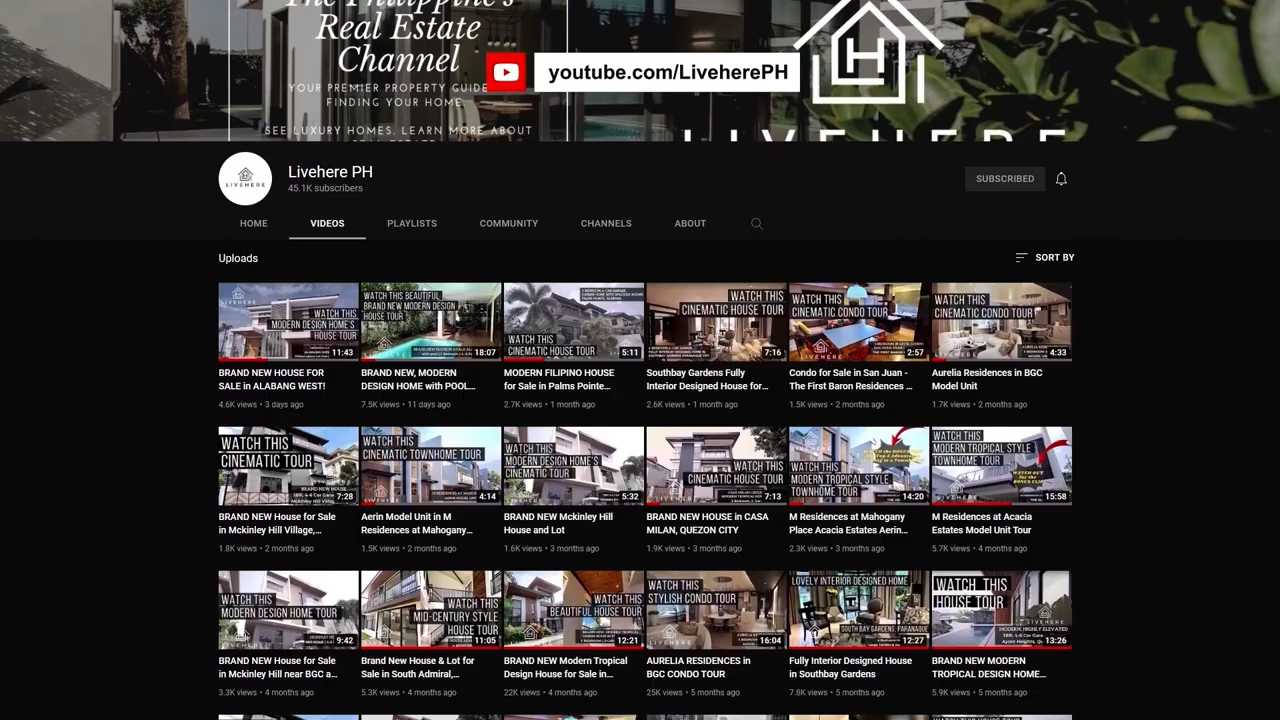 The Philippine's
Real Estate
Channel
YOUR PREMIER PROPERTY GUIDE
FINDING YOUR HOME.
SEE LUXURY HOMES. LEARN MORE ABOUT
youtube.com/LiveherePH
LIVEHERE
LIVEHERE
Livehere PH
45.1K subscribers
SUBSCRIBED
HOME
VIDEOS
PLAYLISTS
COMMUNITY
CHANNELS
ABOUT
Uploads
SORT BY
WATCH THIS
MODERN DESIGN HOME'S
HOUSE TOUR
11:43
BRAND NEW HOUSE FOR
SALE in ALABANG WEST!
4.6K views • 3 days ago
WATCH THIS BEAUTIFUL
BRAND NEW MODERN DESIGN
HOUSE TOUR
18:07
BRAND NEW, MODERN
DESIGN HOME with POOL...
7.5K views • 11 days ago
WATCH THIS
CINEMATIC HOUSE TOUR
5:11
MODERN FILIPINO HOUSE
for Sale in Palms Pointe...
2.7K views • 1 month ago
WATCH THIS
CINEMATIC HOUSE TOUR
7:16
Southbay Gardens Fully
Interior Designed House for...
2.6K views • 1 month ago
WATCH THIS
CINEMATIC CONDO TOUR
2:57
Condo for Sale in San Juan -
The First Baron Residences ...
1.5K views • 2 months ago
WATCH THIS
CINEMATIC CONDO TOUR
4:33
Aurelia Residences in BGC
Model Unit
1.7K views • 2 months ago
WATCH THIS
CINEMATIC TOUR
7:28
BRAND NEW House for Sale
in Mckinley Hill Village,...
1.8K views • 2 months ago
WATCH THIS
CINEMATIC TOWNHOME TOUR
4:14
Aerin Model Unit in M
Residences at Mahogany...
1.5K views • 2 months ago
WATCH THIS
MODERN DESIGN HOME'S
CINEMATIC TOUR
5:32
BRAND NEW Mckinley Hill
House and Lot
1.6K views • 3 months ago
WATCH THIS
CINEMATIC HOUSE TOUR
7:13
BRAND NEW HOUSE in CASA
MILAN, QUEZON CITY
1.9K views • 3 months ago
WATCH THIS
MODERN TROPICAL STYLE
TOWNHOME TOUR
14:20
M Residences at Mahogany
Place Acacia Estates Aerin...
2.3K views • 3 months ago
WATCH THIS
MODERN TROPICAL STYLE
TOWNHOME TOUR
WATCH OUT
for the
BONUS CLIP
15:58
M Residences at Acacia
Estates Model Unit Tour
5.7K views • 4 months ago
WATCH THIS
MODERN DESIGN HOME TOUR
9:42
BRAND NEW House for Sale
in Mckinley Hill near BGC a...
3.3K views • 4 months ago
WATCH THIS
MID-CENTURY STYLE
HOUSE TOUR
11:05
Brand New House & Lot for
Sale in South Admiral,...
5.3K views • 4 months ago
WATCH THIS
BEAUTIFUL HOUSE TOUR
12:21
BRAND NEW Modern Tropical
Design House for Sale in...
22K views • 4 months ago
WATCH THIS
STYLISH CONDO TOUR
16:04
AURELIA RESIDENCES in
BGC CONDO TOUR
25K views • 5 months ago
LOVELY INTERIOR DESIGNED HOME
SOUTH BAY GARDENS, PARANAQUE
12:27
Fully Interior Designed House
in Southbay Gardens
7.8K views • 5 months ago
WATCH THIS
HOUSE TOUR
13:26
BRAND NEW MODERN
TROPICAL DESIGN HOME...
5.9K views • 5 months ago